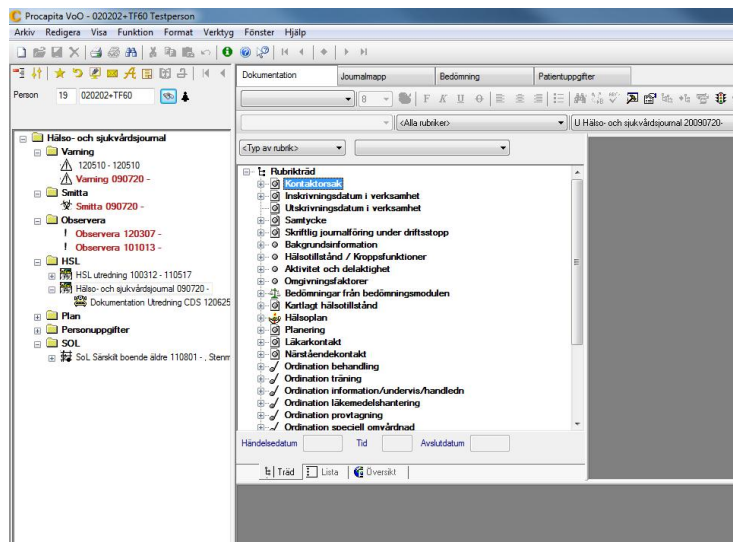 Procapita VoO - 020202+TF60 Testperson
Arkiv Redigera Visa Funktion Format Verktyg Fönster Hjälp
Person 19 020202+TF60
Hälso- och sjukvårdsjournal
Varning
120510 - 120510
Varning 090720 -
Smitta
Smitta 090720 -
Observera
Observera 120307 -
Observera 101013 -
HSL
HSL utredning 100312 - 110517
Hälso- och sjukvårdsjournal 090720 -
Dokumentation Utredning CDS 120625
Plan
Personuppgifter
SOL
SoL Särskilt boende äldre 110801 - , Stenm
Dokumentation Journalmapp Bedömning Patientuppgifter
8 F K U
<Alla rubriker> U Hälso- och sjukvårdsjournal 20090720-
<Typ av rubrik>
Rubrikträd
Kontaktorsak
Inskrivningsdatum i verksamhet
Utskrivningsdatum i verksamhet
Samtycke
Skriftlig journalföring under driftsstopp
Bakgrundsinformation
Hälsotillstånd / Kroppsfunktioner
Aktivitet och delaktighet
Omgivningsfaktorer
Bedömningar från bedömningsmodulen
Kartlagt hälsotillstånd
Hälsoplan
Planering
Läkarkontakt
Närståendekontakt
Ordination behandling
Ordination träning
Ordination information/undervis/handledn
Ordination läkemedelshantering
Ordination provtagning
Ordination speciell omvårdnad
Händelsedatum Tid Avslutdatum
Träd Lista Översikt